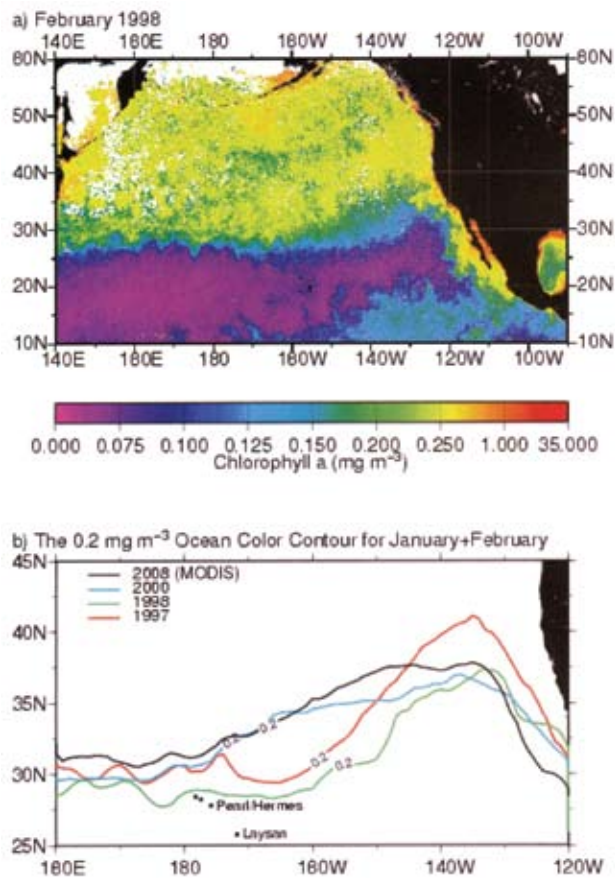 a) February 1998
140E 160E 180 160W 140W 120W 100W
60N 60N
50N 50N
40N 40N
30N 30N
20N 20N
10N 10N
140E 160E 180 160W 140W 120W 100W
0.000 0.075 0.100 0.125 0.150 0.200 0.250 1.000 35.000
Chlorophyll a (mg m⁻³)
b) The 0.2 mg m⁻³ Ocean Color Contour for January+February
45N
2008 (MODIS)
2000
1998
1997
40N
35N
0.2 0.2
0.2
0.2
30N
Pearl/Hermes
Laysan
25N
160E 180 160W 140W 120W